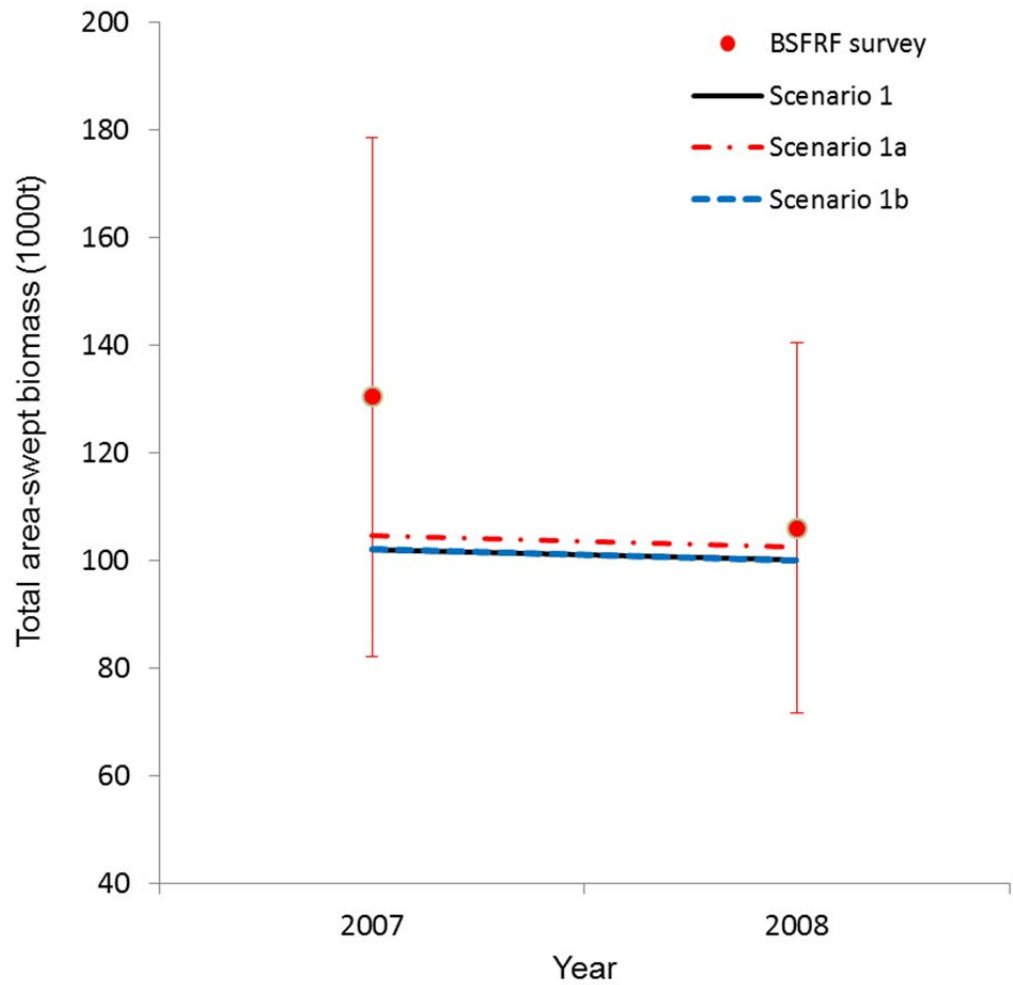 200
180
160
140
120
100
80
60
40
Total area-swept biomass (1000t)
BSFRF survey
Scenario 1
Scenario 1a
Scenario 1b
2007
2008
Year